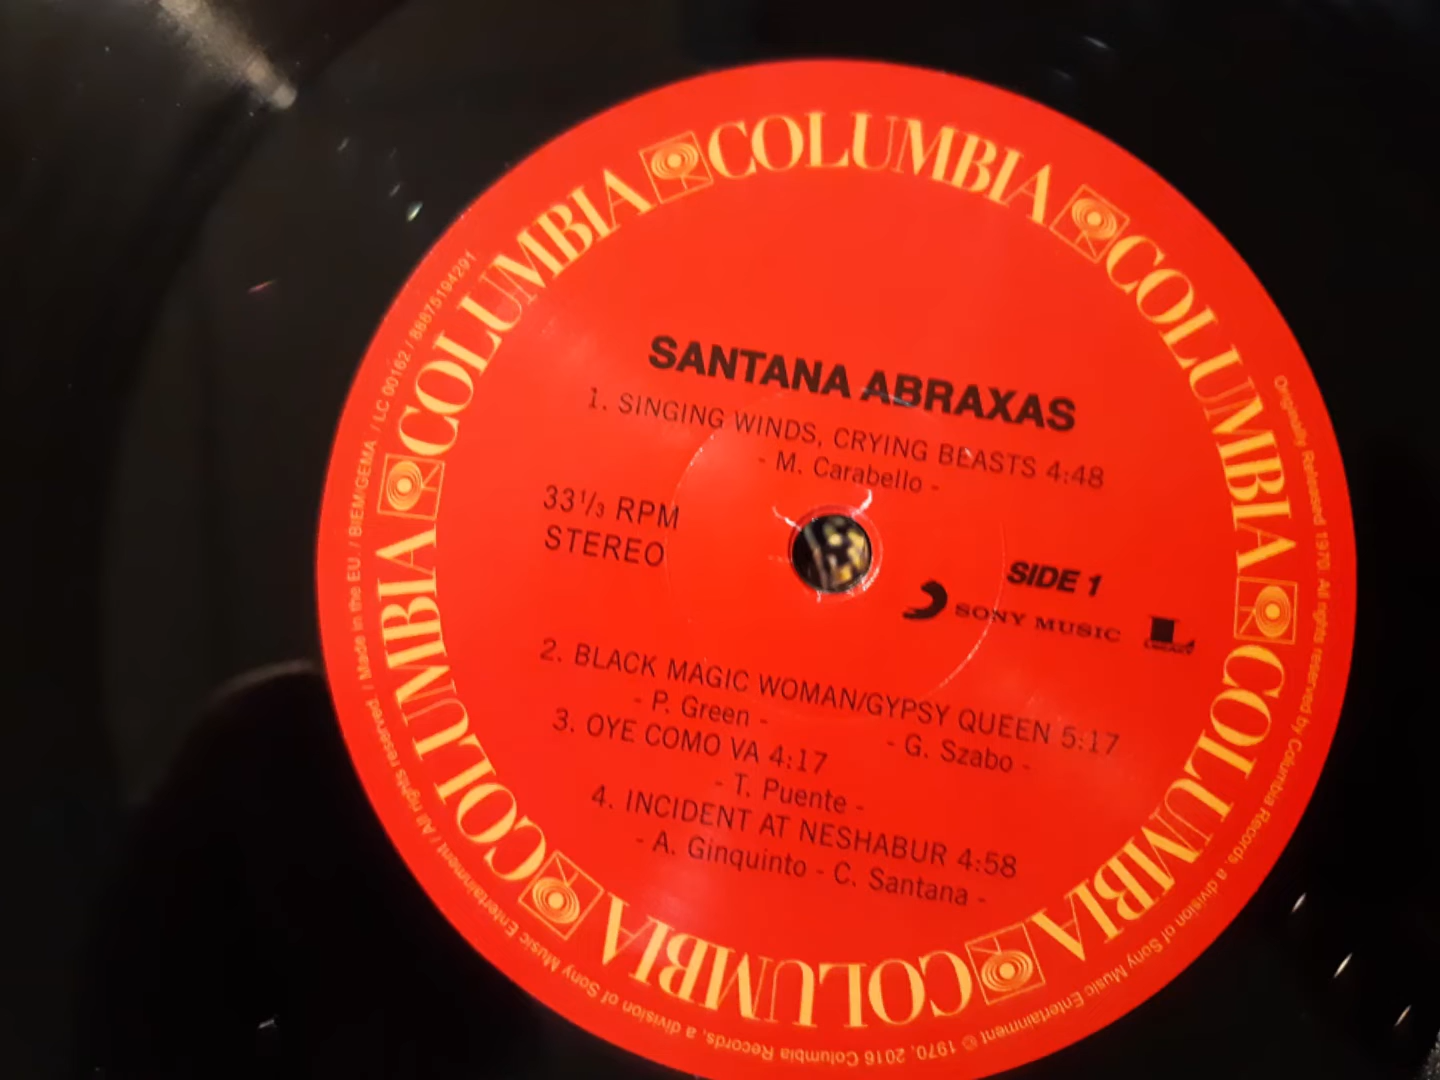 COLUMBIA COLUMBIA COLUMBIA COLUMBIA COLUMBIA COLUMBIA
SANTANA ABRAXAS
1. SINGING WINDS, CRYING BEASTS 4:48
- M. Carabello -
33 1/3 RPM
STEREO
SIDE 1
SONY MUSIC
LEGACY
2. BLACK MAGIC WOMAN/GYPSY QUEEN 5:17
- P. Green - - G. Szabo -
3. OYE COMO VA 4:17
- T. Puente -
4. INCIDENT AT NESHABUR 4:58
- A. Ginquinto - C. Santana -
Originally Released 1970. All rights reserved by Columbia Records, a division of Sony Music Entertainment © 1970, 2016 Columbia Records, a division of Sony Music Entertainment / All rights reserved / Made in the EU. / BIEM/GEMA / LC 00162 / 88875194291